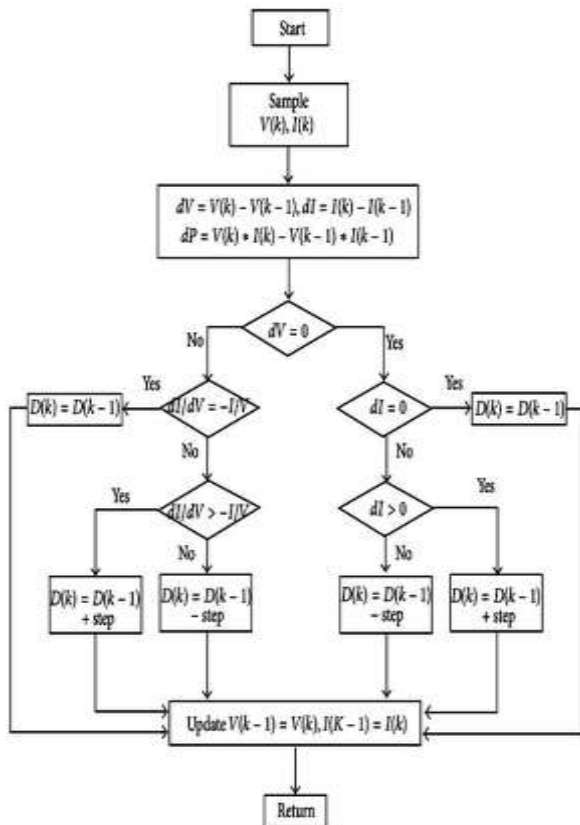 Start
Sample
V(k), I(k)
dV = V(k) − V(k − 1), dI = I(k) − I(k − 1)
dP = V(k) * I(k) − V(k − 1) * I(k − 1)
dV = 0
No
Yes
Yes
dI/dV = −I/V
D(k) = D(k − 1)
dI = 0
Yes
D(k) = D(k − 1)
No
No
Yes
dI/dV > −I/V
dI > 0
Yes
No
No
D(k) = D(k − 1)
+ step
D(k) = D(k − 1)
− step
D(k) = D(k − 1)
− step
D(k) = D(k − 1)
+ step
Update V(k − 1) = V(k), I(K − 1) = I(k)
Return